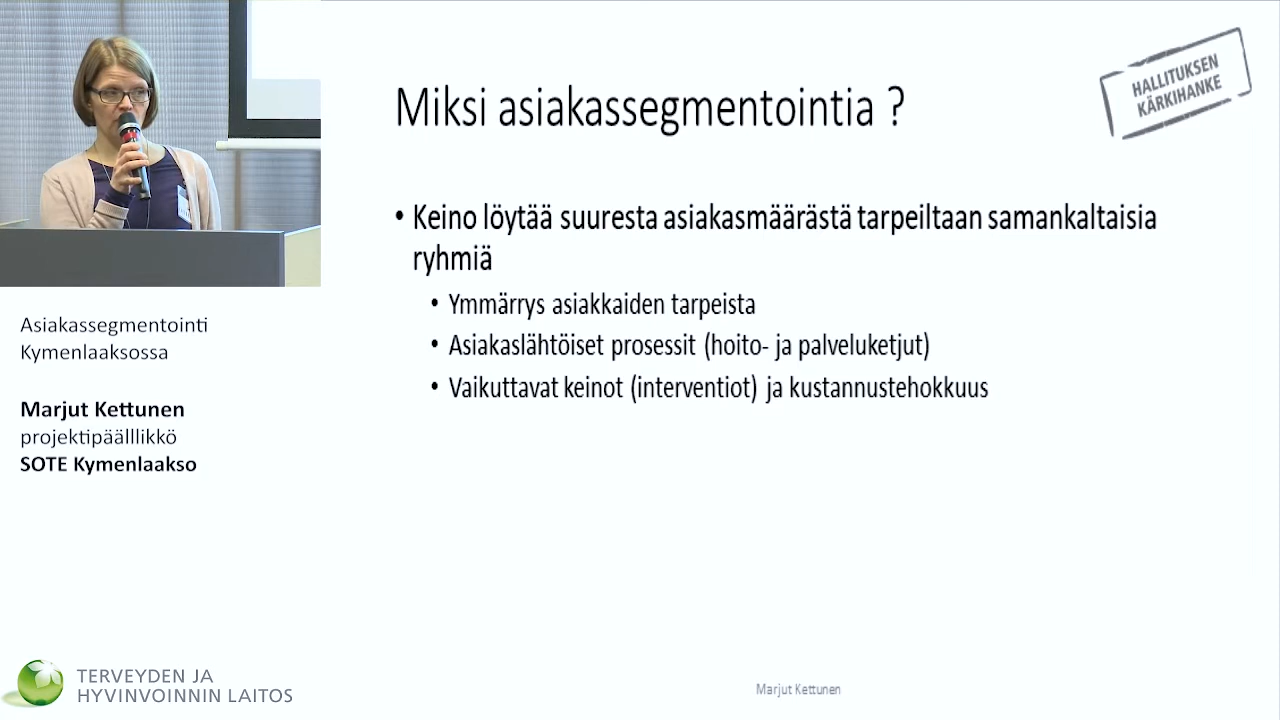 Miksi asiakassegmentointia ?
HALLITUKSEN
KÄRKIHANKE
• Keino löytää suuresta asiakasmäärästä tarpeiltaan samankaltaisia
ryhmiä
• Ymmärrys asiakkaiden tarpeista
• Asiakaslähtöiset prosessit (hoito- ja palveluketjut)
• Vaikuttavat keinot (interventiot) ja kustannustehokkuus
Asiakassegmentointi
Kymenlaaksossa
Marjut Kettunen
projektipäälllikkö
SOTE Kymenlaakso
TERVEYDEN JA
HYVINVOINNIN LAITOS
Marjut Kettunen